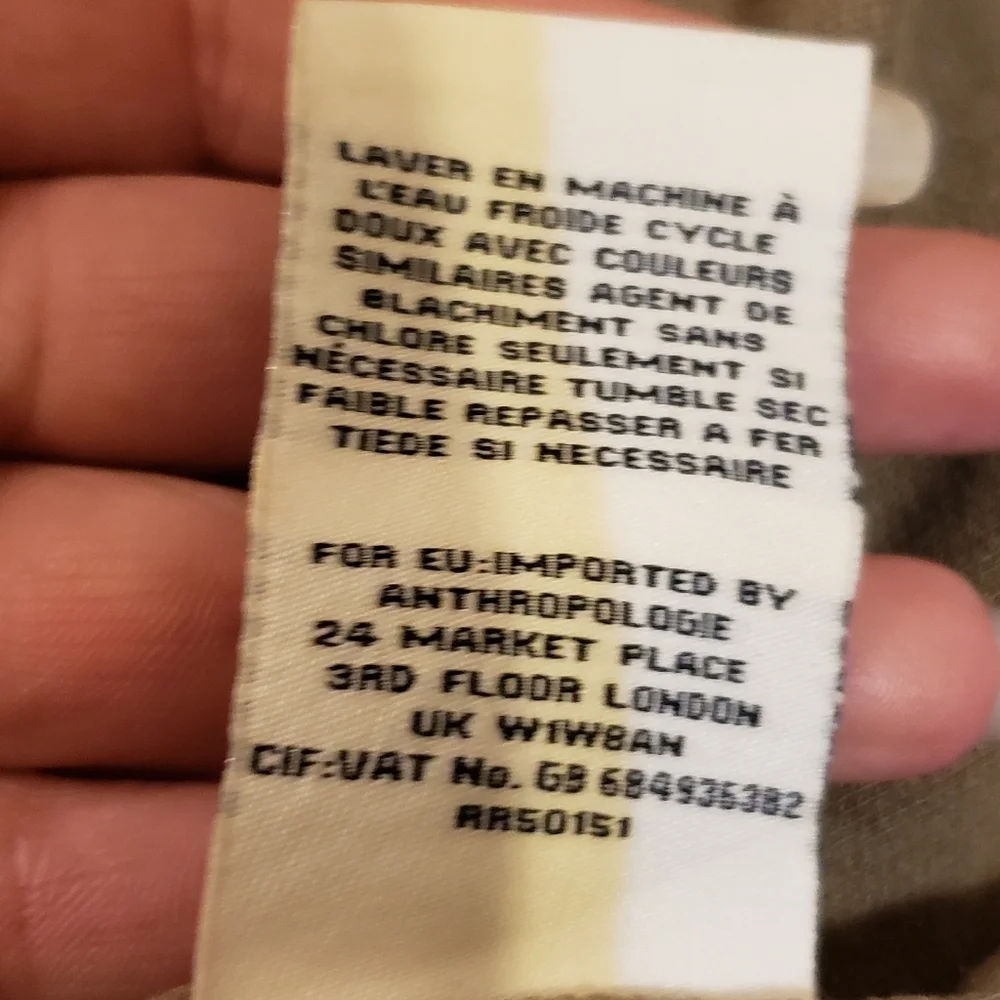 LAVER EN MACHINE À
L'EAU FROIDE CYCLE
DOUX AVEC COULEURS
SIMILAIRES AGENT DE
BLACHIMENT SANS
CHLORE SEULEMENT SI
NÉCESSAIRE TUMBLE SEC
FAIBLE REPASSER A FER
TIEDE SI NECESSAIRE
FOR EU:IMPORTED BY
ANTHROPOLOGIE
24 MARKET PLACE
3RD FLOOR LONDON
UK W1W8AN
CIF:VAT No. GB 684936382
RR50151